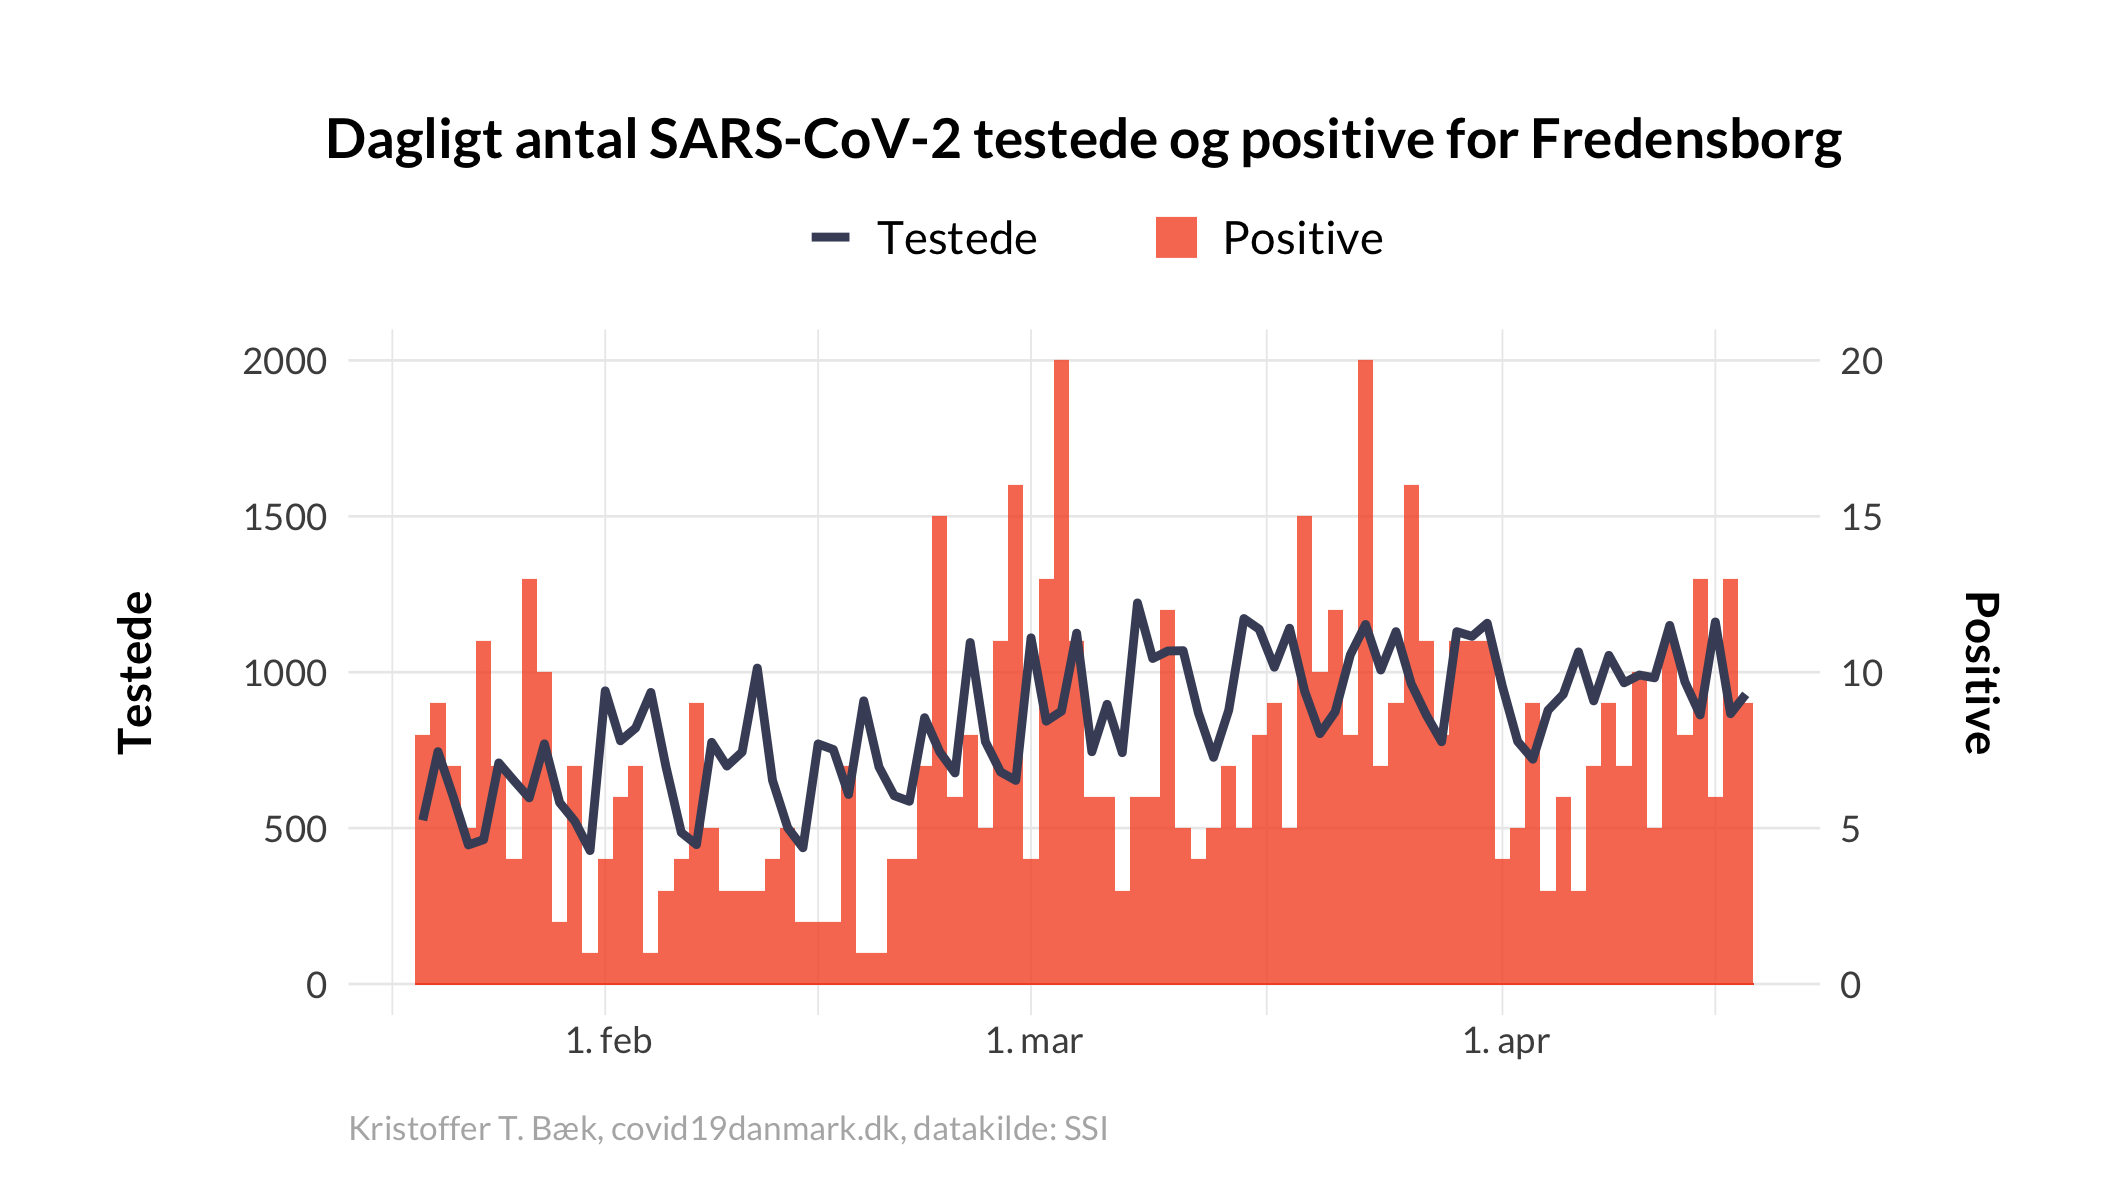 Dagligt antal SARS-CoV-2 testede og positive for Fredensborg
Testede
Positive
2000
1500
1000
500
0
Testede
20
15
10
5
0
Positive
1. feb
1. mar
1. apr
Kristoffer T. Bæk, covid19danmark.dk, datakilde: SSI